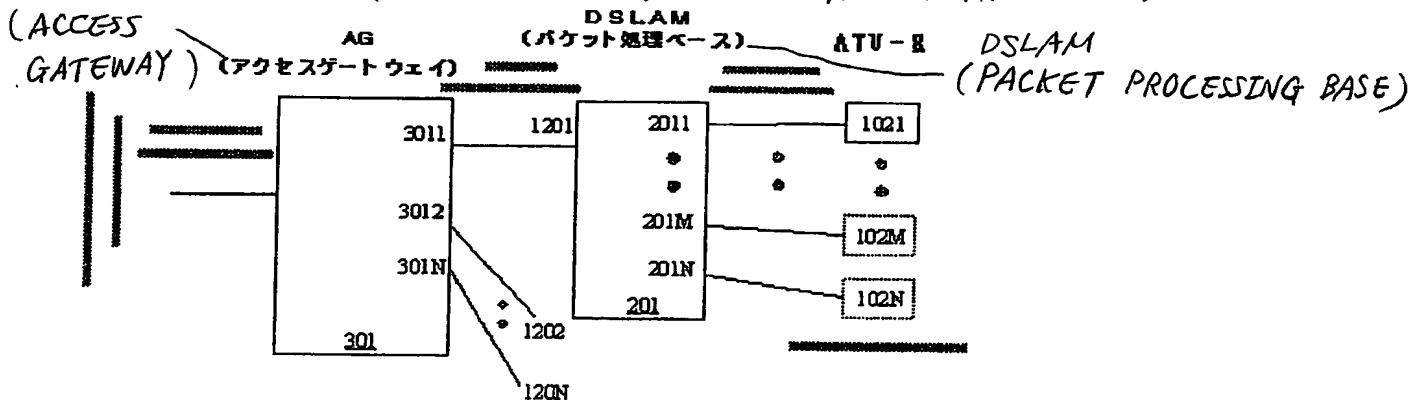 (ACCESS
GATEWAY)
AG
(アクセスゲートウェイ)
DSLAM
(パケット処理ベース)
ATU-R
DSLAM
(PACKET PROCESSING BASE)
3011
3012
301N
301
1201
1202
120N
2011
201M
201N
201
1021
102M
102N